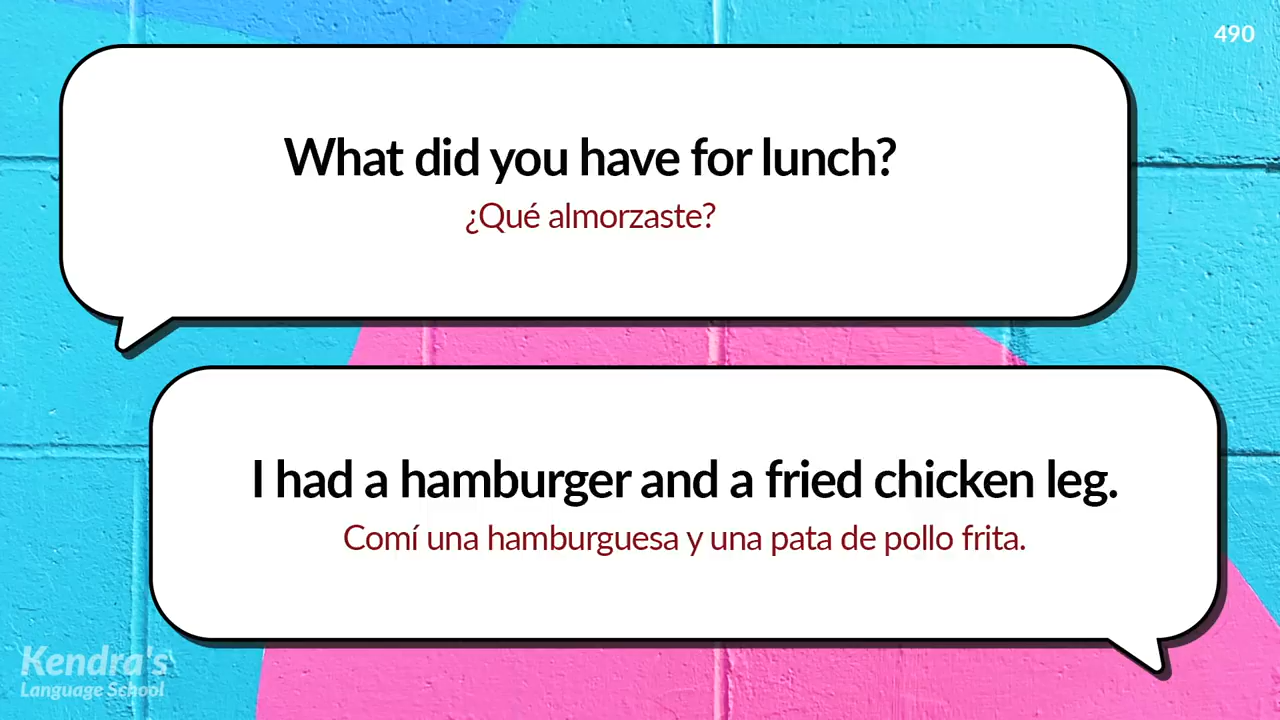 490
What did you have for lunch?
¿Qué almorzaste?
I had a hamburger and a fried chicken leg.
Comí una hamburguesa y una pata de pollo frita.
Kendra's
Language School